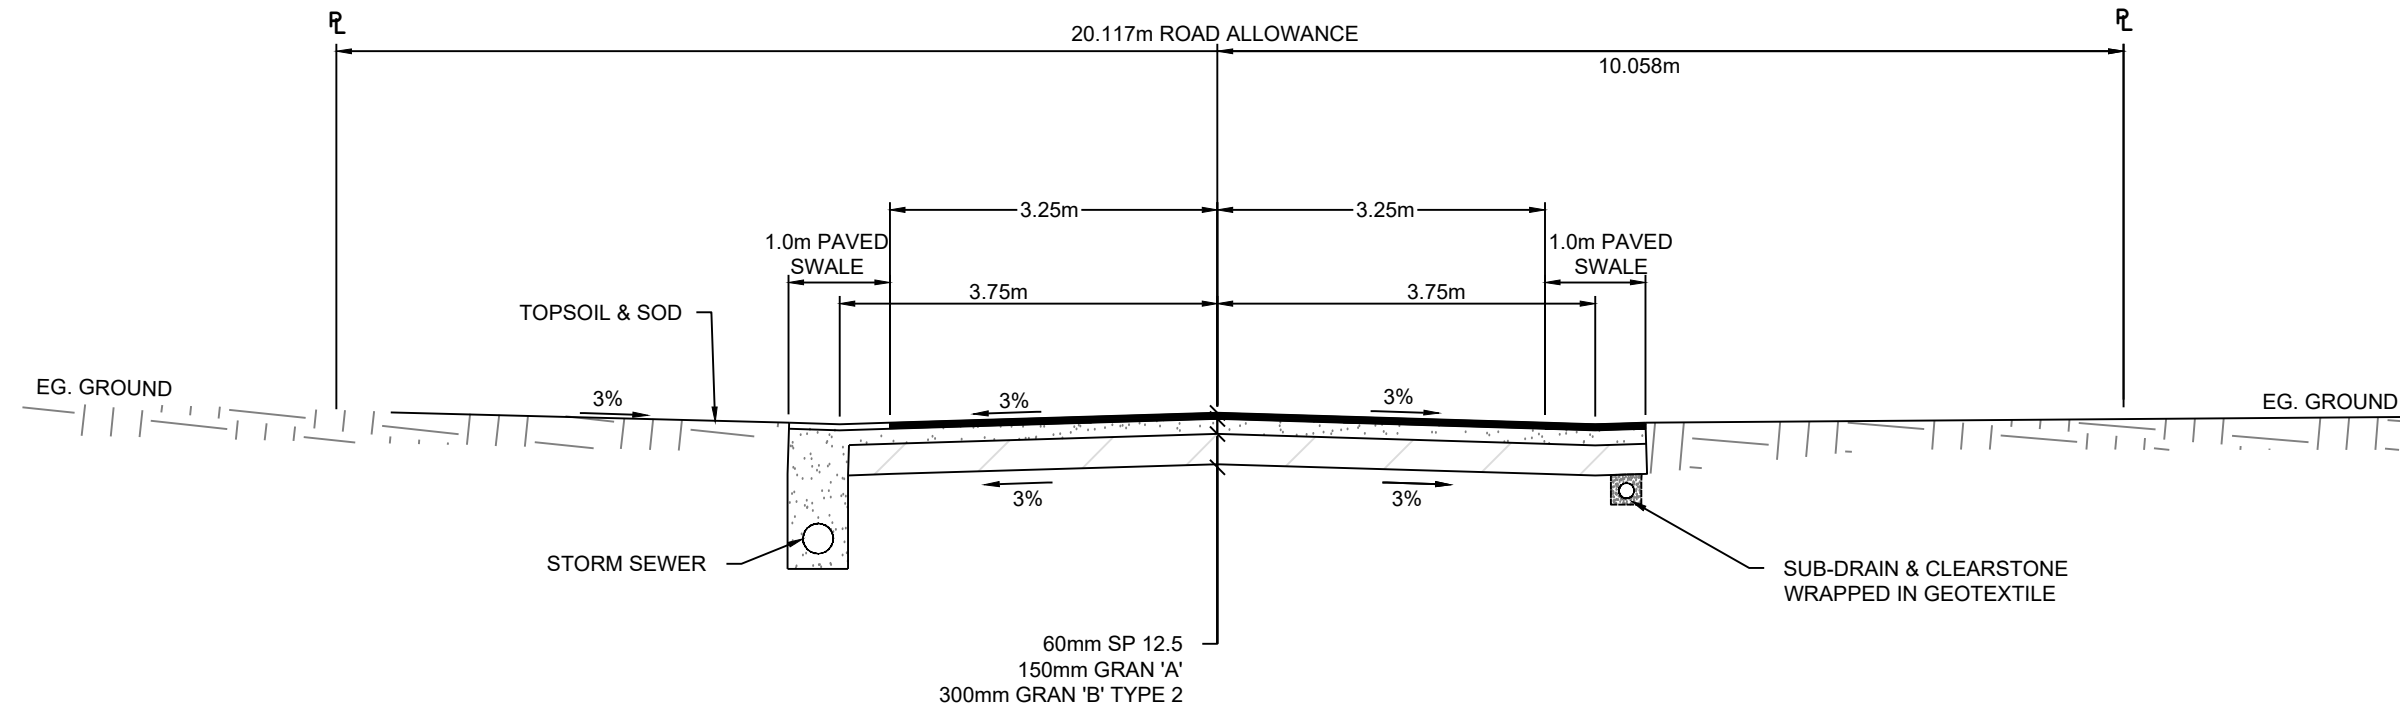 PL
PL
20.117m ROAD ALLOWANCE
10.058m
3.25m
3.25m
1.0m PAVED
SWALE
1.0m PAVED
SWALE
3.75m
3.75m
TOPSOIL & SOD
EG. GROUND
3%
3%
3%
EG. GROUND
3%
3%
STORM SEWER
SUB-DRAIN & CLEARSTONE
WRAPPED IN GEOTEXTILE
60mm SP 12.5
150mm GRAN 'A'
300mm GRAN 'B' TYPE 2